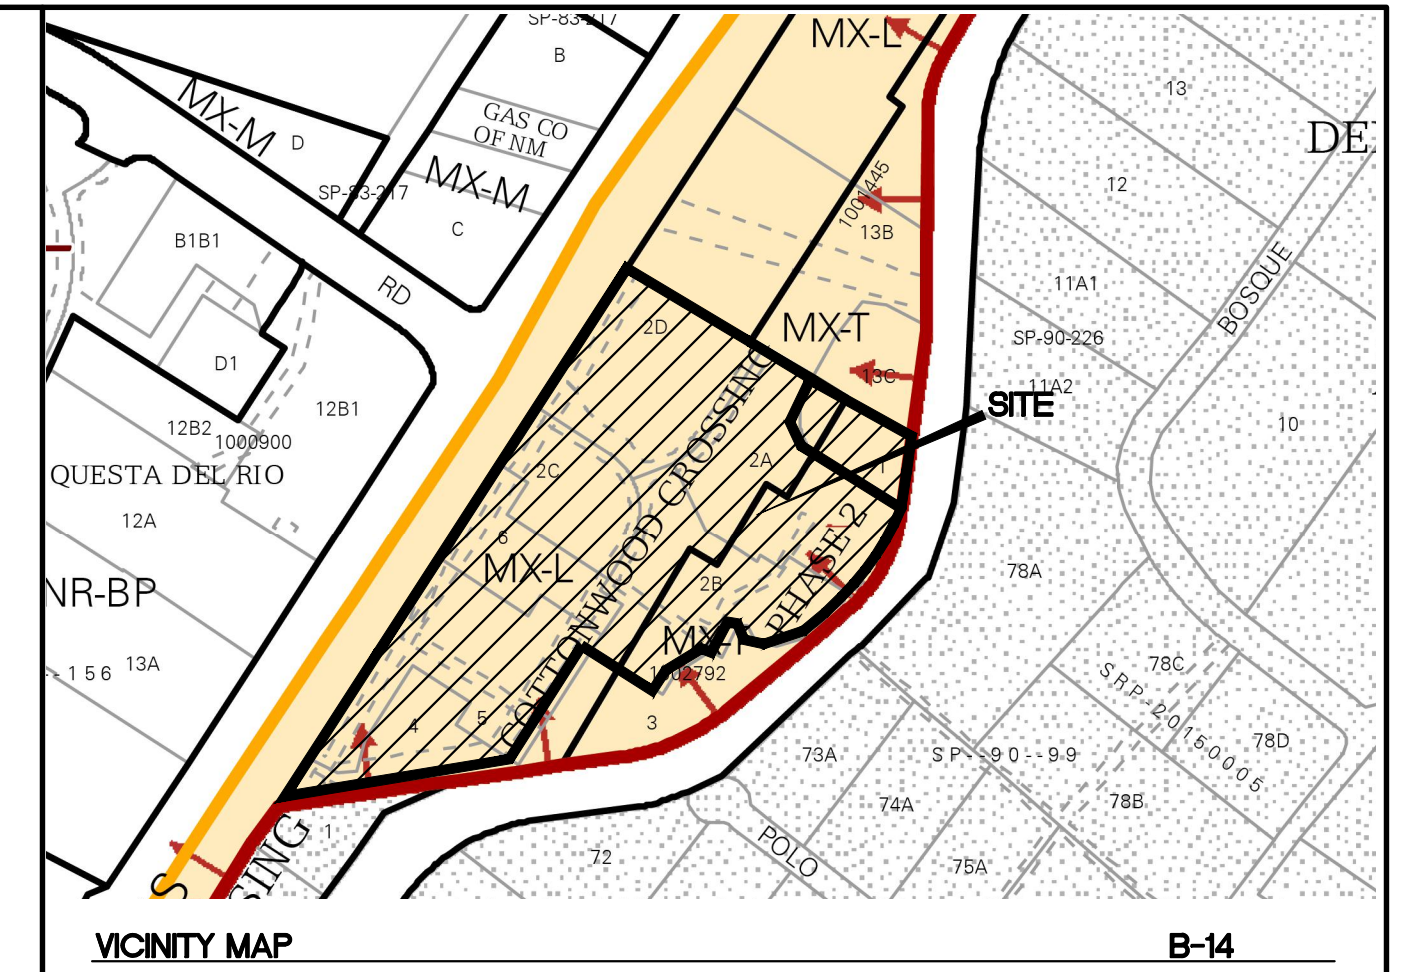 SP-83-217
B
MX-L
13
MX-M
D
GAS CO
OF NM
MX-M
SP-83-217
C
B1B1
RD
D1
12B1
12B2
1000900
QUESTA DEL RIO
12A
NR-BP
--156
13A
1001445
13B
MX-T
13C
12
11A1
SP-90-226
11A2
BOSQUE
10
SITE
2D
2C
2A
1
6
MX-L
COTTONWOOD CROSSING
PHASE 2
2B
MX-T
1002792
3
5
4
78A
78C
SRP-20150005
78D
73A
SP--90--99
74A
78B
POLO
75A
72
1
SING
S
VICINITY MAP
B-14